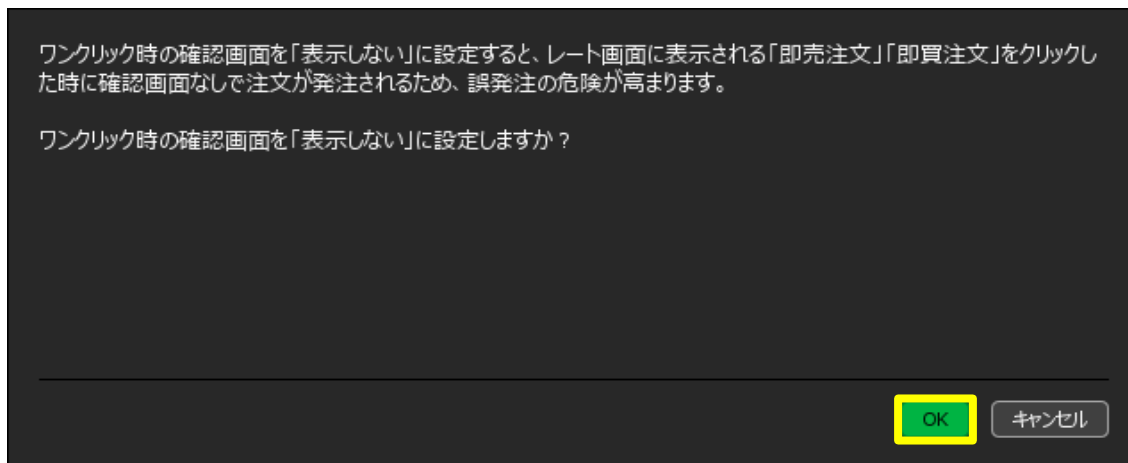 ワンクリック時の確認画面を「表示しない」に設定すると、レート画面に表示される「即売注文」「即買注文」をクリックし
た時に確認画面なしで注文が発注されるため、誤発注の危険が高まります。
ワンクリック時の確認画面を「表示しない」に設定しますか？
OK キャンセル